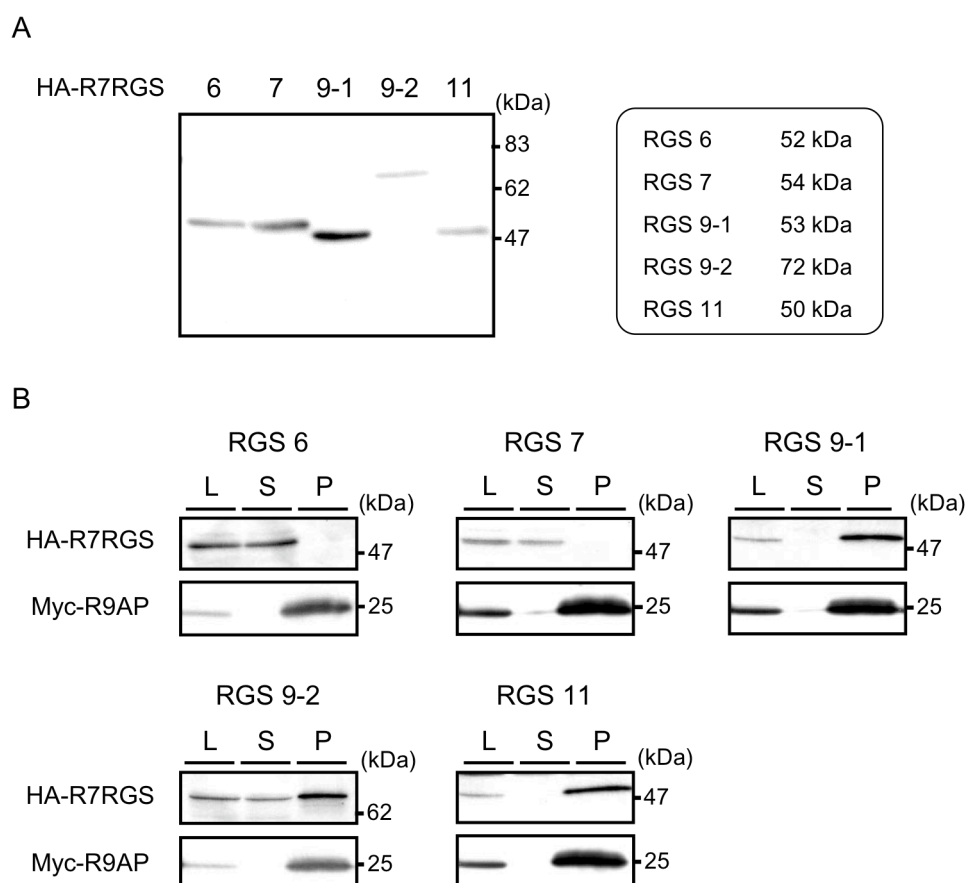 A
HA-R7RGS 6 7 9-1 9-2 11
(kDa)
83
62
47
RGS 6 52 kDa
RGS 7 54 kDa
RGS 9-1 53 kDa
RGS 9-2 72 kDa
RGS 11 50 kDa
B
RGS 6 RGS 7 RGS 9-1
L S P (kDa) L S P (kDa) L S P (kDa)
HA-R7RGS 47 47 47
Myc-R9AP 25 25 25
RGS 9-2 RGS 11
L S P (kDa) L S P (kDa)
HA-R7RGS 62 47
Myc-R9AP 25 25